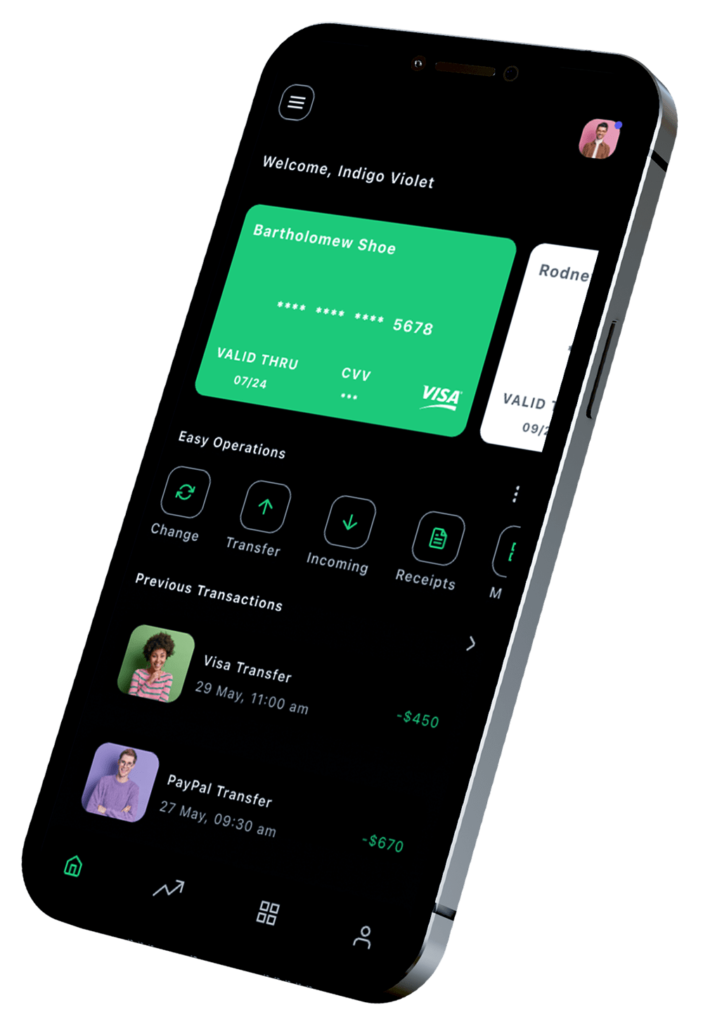 Welcome, Indigo Violet
Bartholomew Shoe
**** **** **** 5678
VALID THRU
07/24
CVV
***
VISA
Rodne
VALID
09/2
Easy Operations
Change
Transfer
Incoming
Receipts
M
Previous Transactions
Visa Transfer
29 May, 11:00 am
-$450
PayPal Transfer
27 May, 09:30 am
-$670